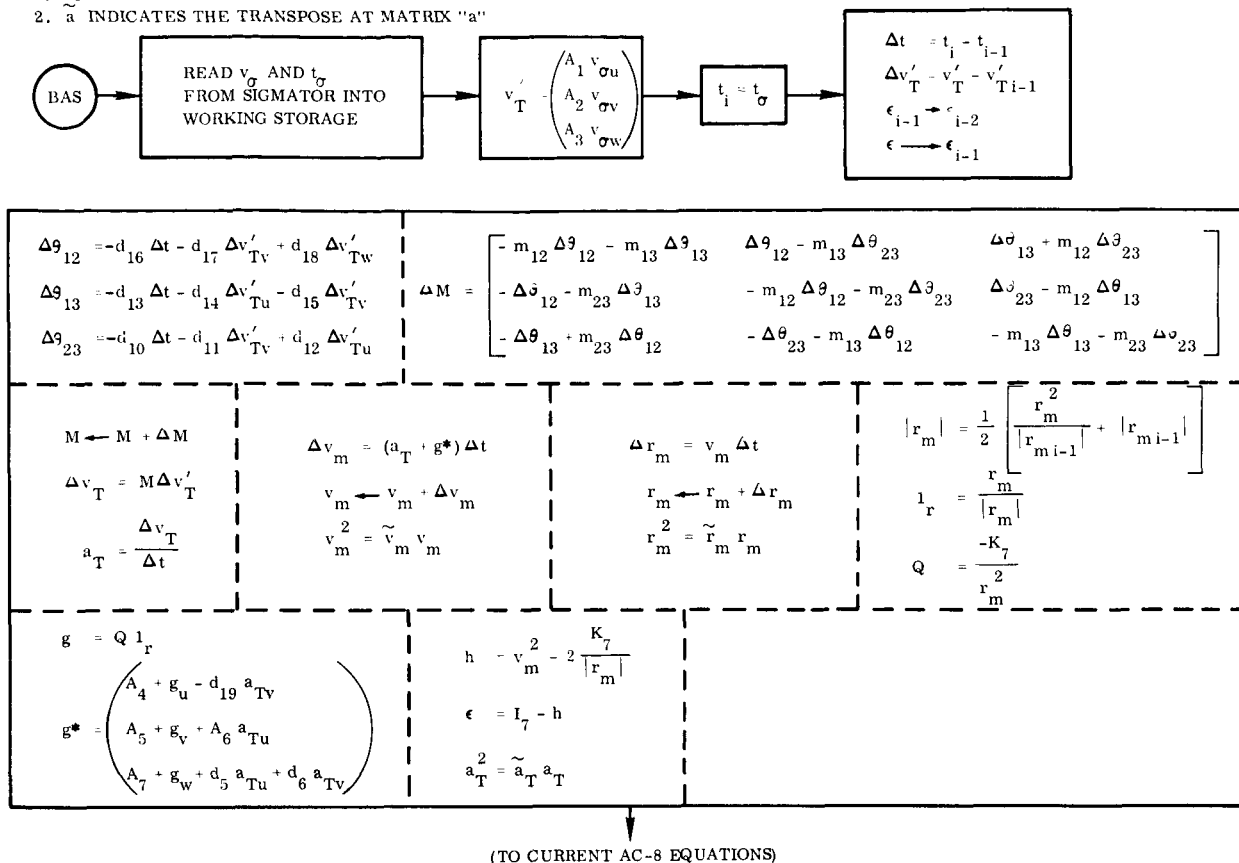 2. ã INDICATES THE TRANSPOSE AT MATRIX "a"
BAS
READ v_σ AND t_σ
FROM SIGMATOR INTO
WORKING STORAGE
v_T' = (A_1 v_σu
A_2 v_σv
A_3 v_σw)
t_i = t_σ
Δt = t_i - t_{i-1}
Δv'_T - v'_T - v'_{T i-1}
ε_{i-1} → ε_{i-2}
ε → ε_{i-1}
Δθ_12 = -d_16 Δt - d_17 Δv'_Tv + d_18 Δv'_Tw
Δθ_13 = -d_13 Δt - d_14 Δv'_Tu - d_15 Δv'_Tv
Δθ_23 = -d_10 Δt - d_11 Δv'_Tv + d_12 Δv'_Tu
ΔM = [ - m_12 Δθ_12 - m_13 Δθ_13   Δθ_12 - m_13 Δθ_23   Δθ_13 + m_12 Δθ_23
- Δθ_12 - m_23 Δθ_13   - m_12 Δθ_12 - m_23 Δθ_23   Δθ_23 - m_12 Δθ_13
- Δθ_13 + m_23 Δθ_12   - Δθ_23 - m_13 Δθ_12   - m_13 Δθ_13 - m_23 Δθ_23 ]
M ← M + ΔM
Δv_T = M Δv'_T
a_T = Δv_T / Δt
Δv_m = (a_T + g*) Δt
v_m ← v_m + Δv_m
v_m^2 = ṽ_m v_m
Δr_m = v_m Δt
r_m ← r_m + Δr_m
r_m^2 = r̃_m r_m
|r_m| = 1/2 [ r_m^2 / |r_{m i-1}| + |r_{m i-1}| ]
1_r = r_m / |r_m|
Q = -K_7 / r_m^2
g = Q 1_r
g* = (A_4 + g_u - d_19 a_Tv
A_5 + g_v + A_6 a_Tu
A_7 + g_w + d_5 a_Tu + d_6 a_Tv)
h - v_m^2 - 2 K_7 / |r_m|
ε = I_7 - h
a_T^2 = ã_T a_T
(TO CURRENT AC-8 EQUATIONS)